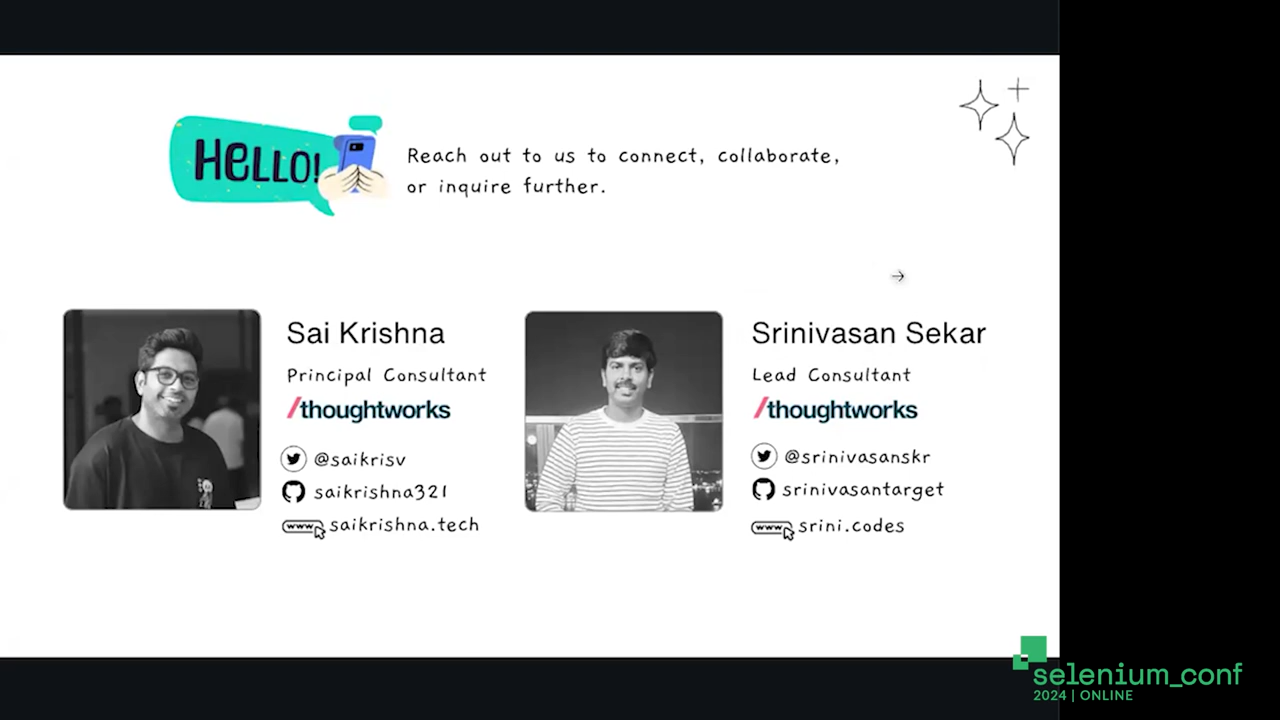 HELLO!
Reach out to us to connect, collaborate,
or inquire further.
Sai Krishna
Principal Consultant
/thoughtworks
@saikrisv
saikrishna321
www saikrishna.tech
Srinivasan Sekar
Lead Consultant
/thoughtworks
@srinivasanskr
srinivasantarget
www srini.codes
selenium_conf
2024 | ONLINE